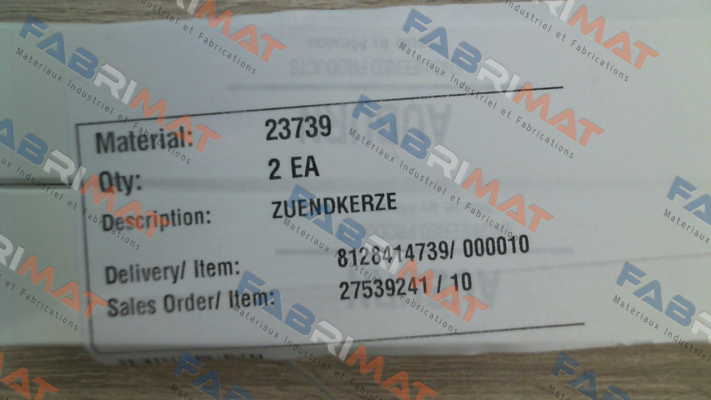 Material: 23739
Qty: 2 EA
Description: ZUENDKERZE
Delivery/ Item: 8128414739/ 000010
Sales Order/ Item: 27539241 / 10
FABRIMAT
Matériaux Industriel et Fabrications